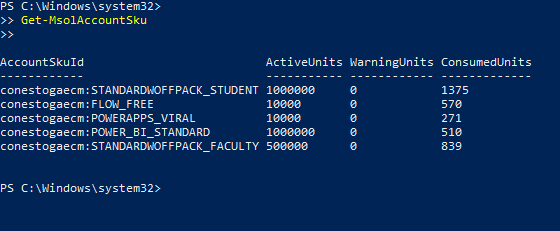 PS C:\Windows\system32>
>> Get-MsolAccountSku
>>
AccountSkuId ActiveUnits WarningUnits ConsumedUnits
------------ ----------- ------------ -------------
conestogaecm:STANDARDWOFFPACK_STUDENT 1000000 0 1375
conestogaecm:FLOW_FREE 10000 0 570
conestogaecm:POWERAPPS_VIRAL 10000 0 271
conestogaecm:POWER_BI_STANDARD 1000000 0 510
conestogaecm:STANDARDWOFFPACK_FACULTY 500000 0 839
PS C:\Windows\system32>